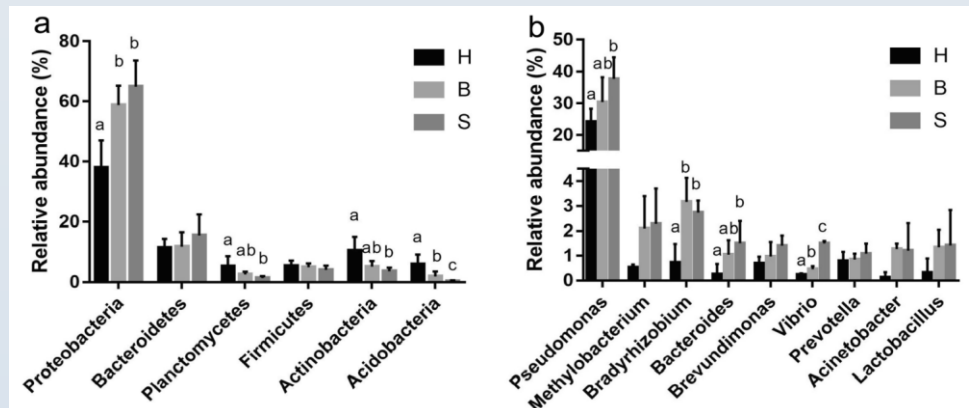 a
Relative abundance (%)
80
60
40
20
0
a b b
a ab b
a ab b
a b c
H
B
S
Proteobacteria
Bacteroidetes
Planctomycetes
Firmicutes
Actinobacteria
Acidobacteria
b
Relative abundance (%)
50
40
30
20
4
3
2
1
0
a ab b
a b b
a ab b
a b c
H
B
S
Pseudomonas
Methylobacterium
Bradyrhizobium
Bacteroides
Brevundimonas
Vibrio
Prevotella
Acinetobacter
Lactobacillus